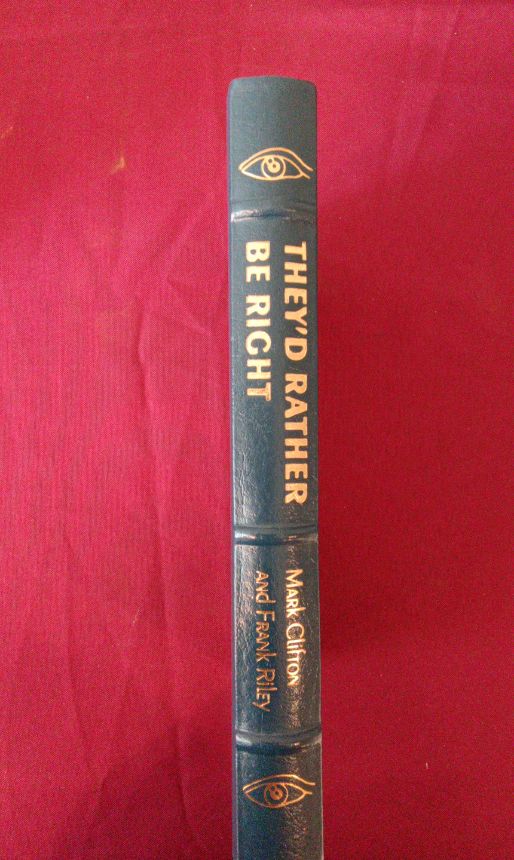 THEY'D RATHER
BE RIGHT
MARK CLIFTON
AND FRANK RILEY